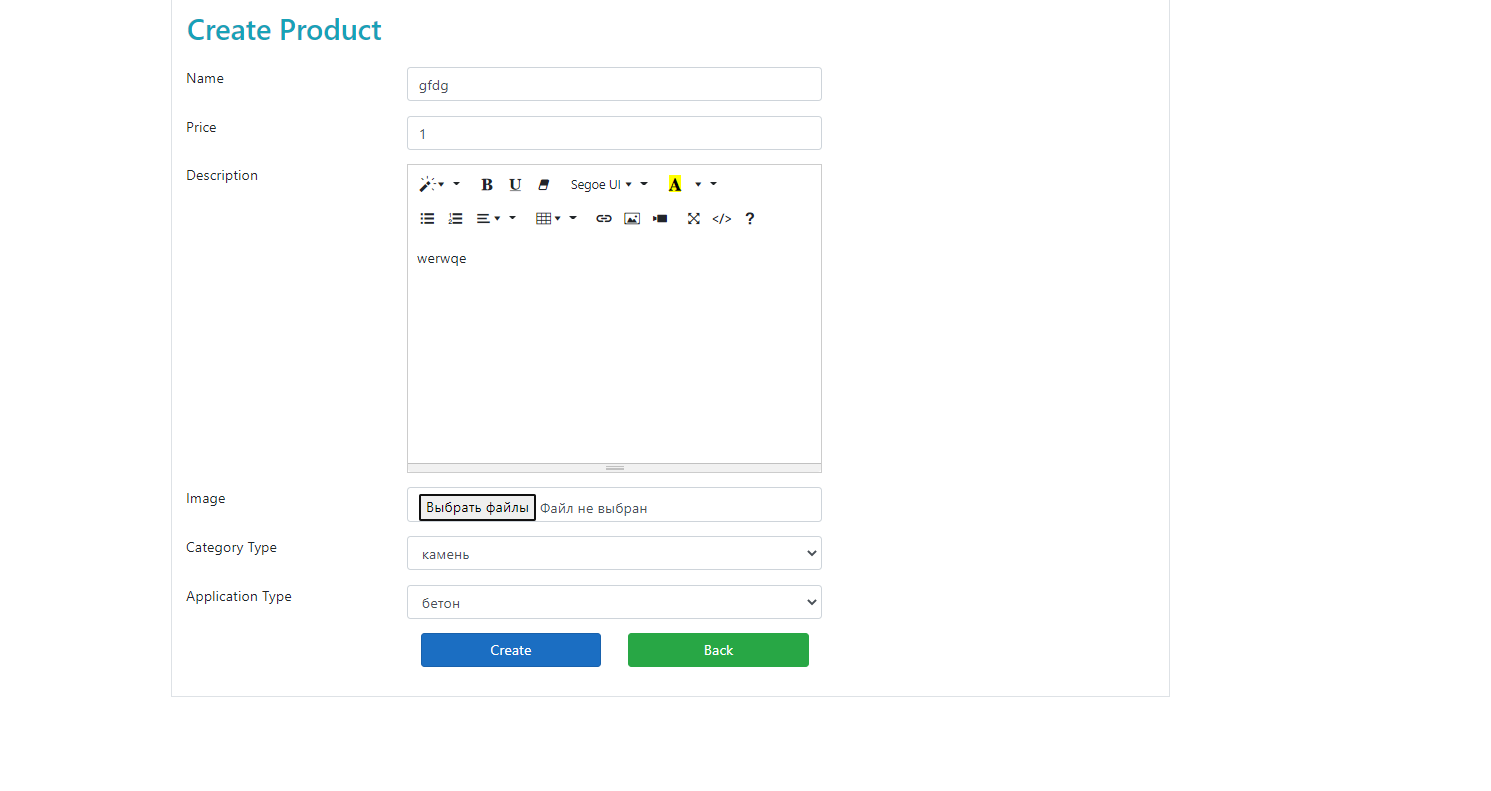 Create Product
Name
gfdg
Price
1
Description
B U Segoe UI A
</> ?
werwqe
Image
Выбрать файлы Файл не выбран
Category Type
камень
Application Type
бетон
Create Back